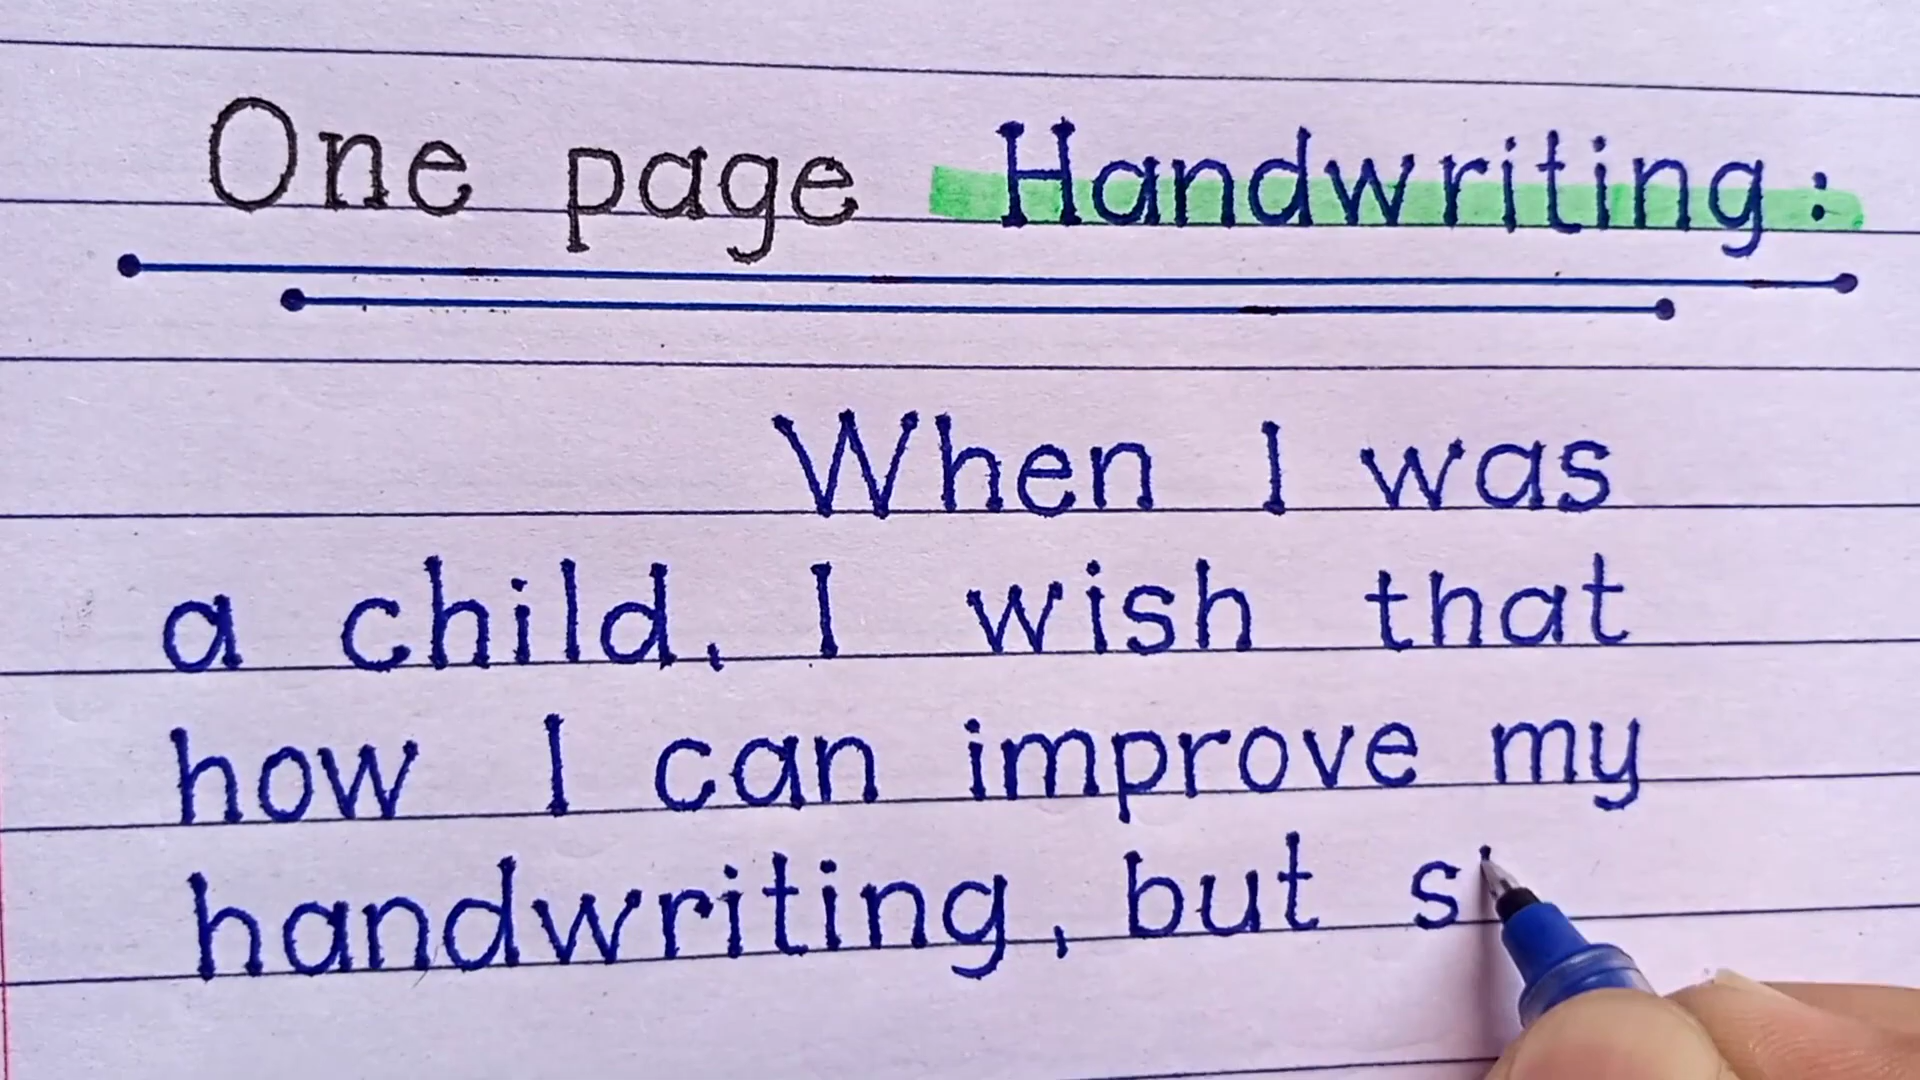 One page Handwriting:
When I was
a child, I wish that
how I can improve my
handwriting, but s